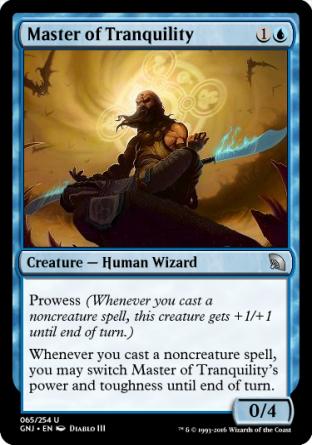 Master of Tranquility 1
Creature — Human Wizard
Prowess (Whenever you cast a
noncreature spell, this creature gets +1/+1
until end of turn.)
Whenever you cast a noncreature spell,
you may switch Master of Tranquility's
power and toughness until end of turn.
0/4
065/254 U
GNJ • EN Diablo III
™ & © 1993-2016 Wizards of the Coast